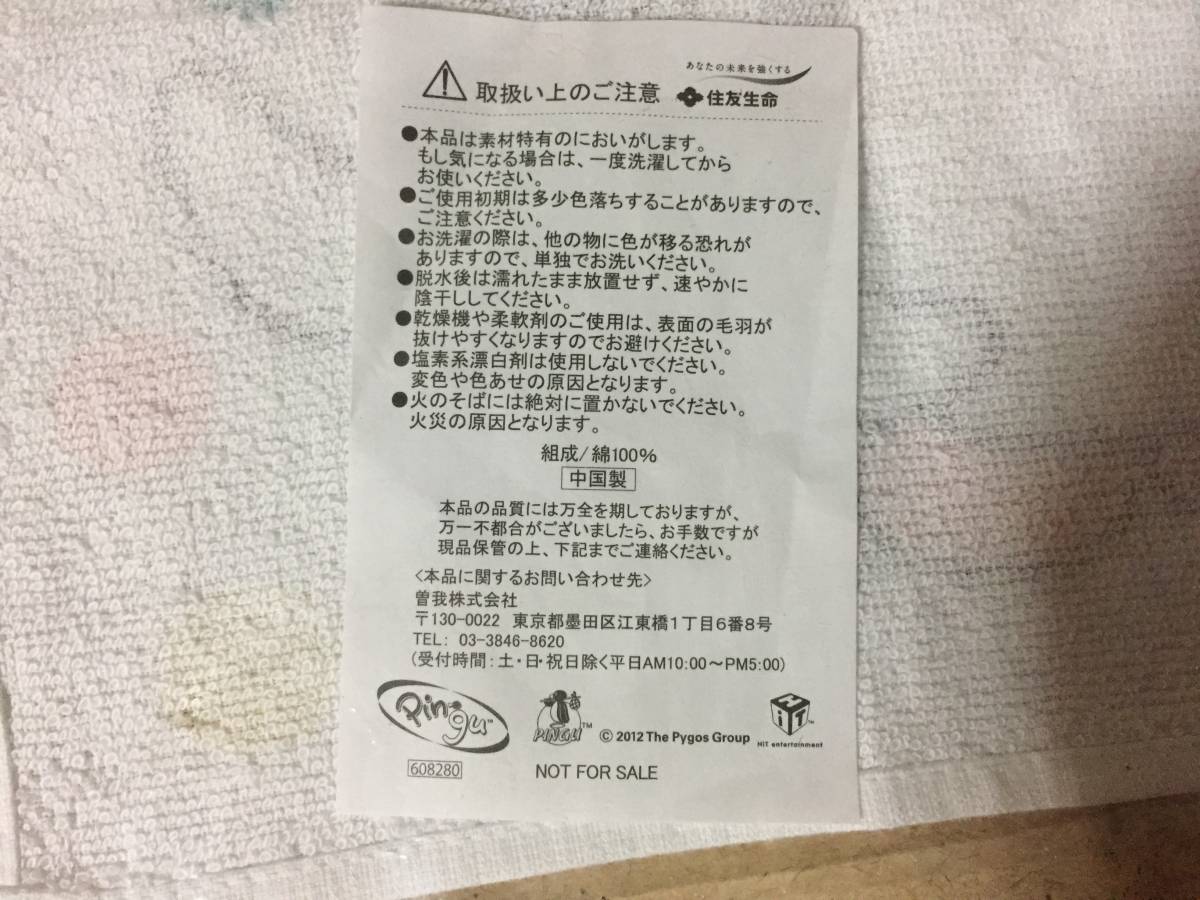 あなたの未来を強くする
取扱い上のご注意 住友生命
●本品は素材特有のにおいがします。
もし気になる場合は、一度洗濯してから
お使いください。
●ご使用初期は多少色落ちすることがありますので、
ご注意ください。
●お洗濯の際は、他の物に色が移る恐れが
ありますので、単独でお洗いください。
●脱水後は濡れたまま放置せず、速やかに
陰干ししてください。
●乾燥機や柔軟剤のご使用は、表面の毛羽が
抜けやすくなりますのでお避けください。
●塩素系漂白剤は使用しないでください。
変色や色あせの原因となります。
●火のそばには絶対に置かないでください。
火災の原因となります。
組成/綿100%
中国製
本品の品質には万全を期しておりますが、
万一不都合がございましたら、お手数ですが
現品保管の上、下記までご連絡ください。
〈本品に関するお問い合わせ先〉
曽我株式会社
〒130-0022 東京都墨田区江東橋1丁目6番8号
TEL: 03-3846-8620
(受付時間:土・日・祝日除く平日AM10:00〜PM5:00)
Pingu™
PINGU™ © 2012 The Pygos Group
HiT™
HiT entertainment
608280 NOT FOR SALE